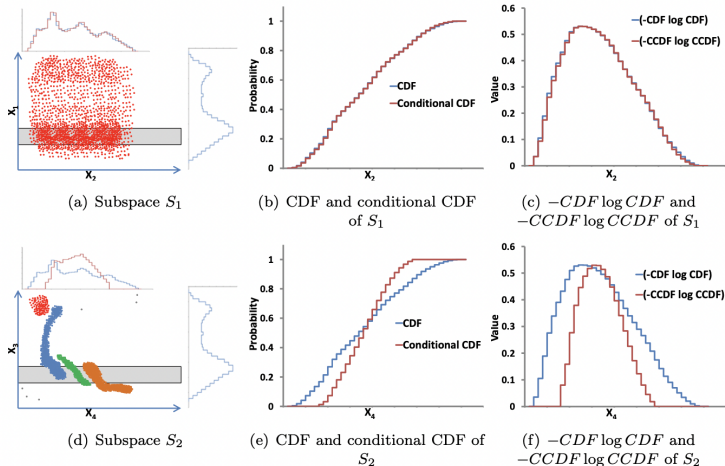 X₁
X₂
(a) Subspace S₁
Probability
1
0.8
0.6
0.4
0.2
0
CDF
Conditional CDF
X₂
(b) CDF and conditional CDF
of S₁
Value
0.6
0.5
0.4
0.3
0.2
0.1
0
(-CDF log CDF)
(-CCDF log CCDF)
X₂
(c) −CDF log CDF and
−CCDF log CCDF of S₁
X₃
X₄
(d) Subspace S₂
Probability
1
0.8
0.6
0.4
0.2
0
CDF
Conditional CDF
X₄
(e) CDF and conditional CDF of
S₂
Value
0.6
0.5
0.4
0.3
0.2
0.1
0
(-CDF log CDF)
(-CCDF log CCDF)
X₄
(f) −CDF log CDF and
−CCDF log CCDF of S₂